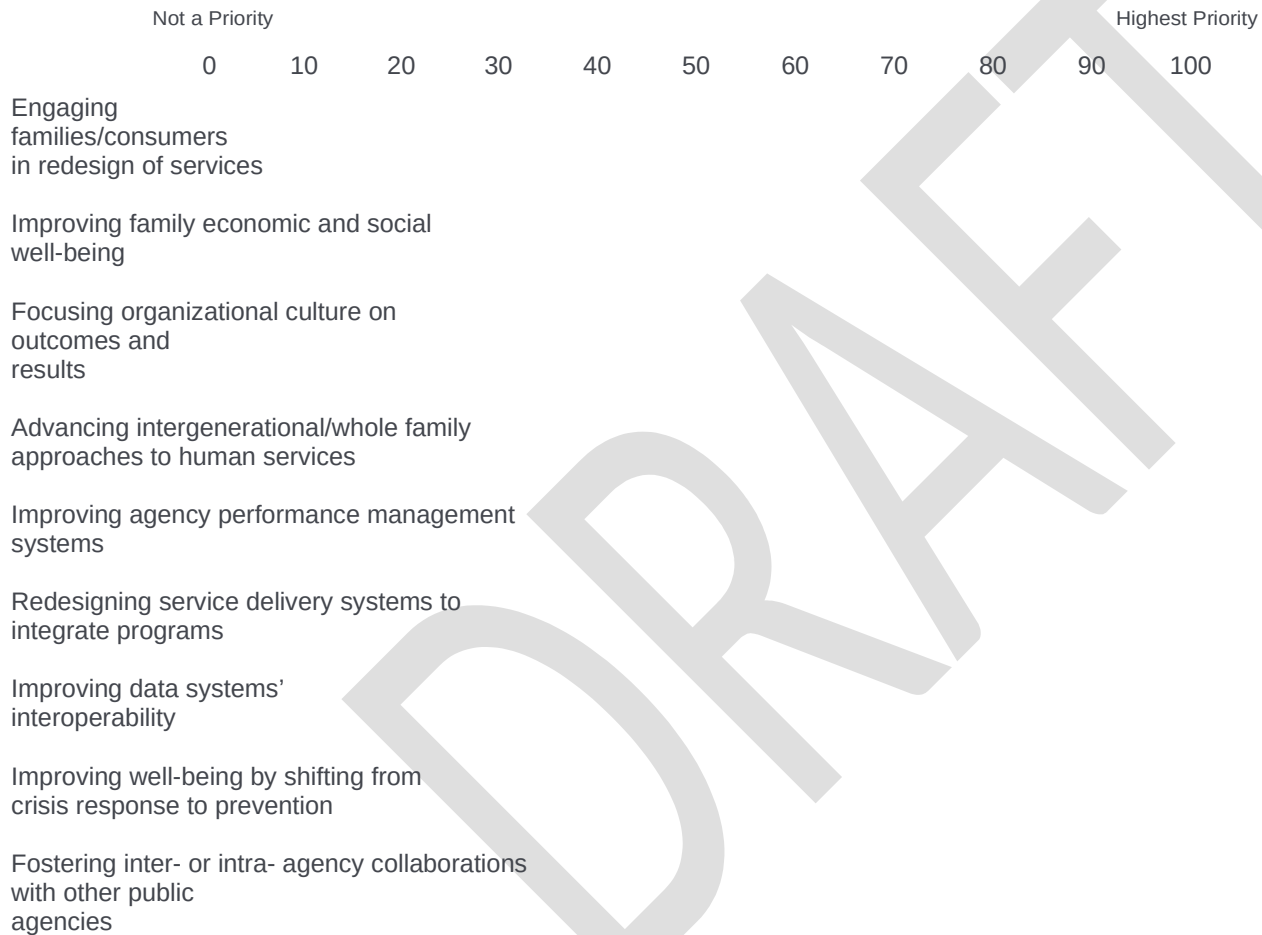 Not a Priority Highest Priority
0 10 20 30 40 50 60 70 80 90 100
Engaging
families/consumers
in redesign of services
Improving family economic and social
well-being
Focusing organizational culture on
outcomes and
results
Advancing intergenerational/whole family
approaches to human services
Improving agency performance management
systems
Redesigning service delivery systems to
integrate programs
Improving data systems’
interoperability
Improving well-being by shifting from
crisis response to prevention
Fostering inter- or intra- agency collaborations
with other public
agencies
DRAFT